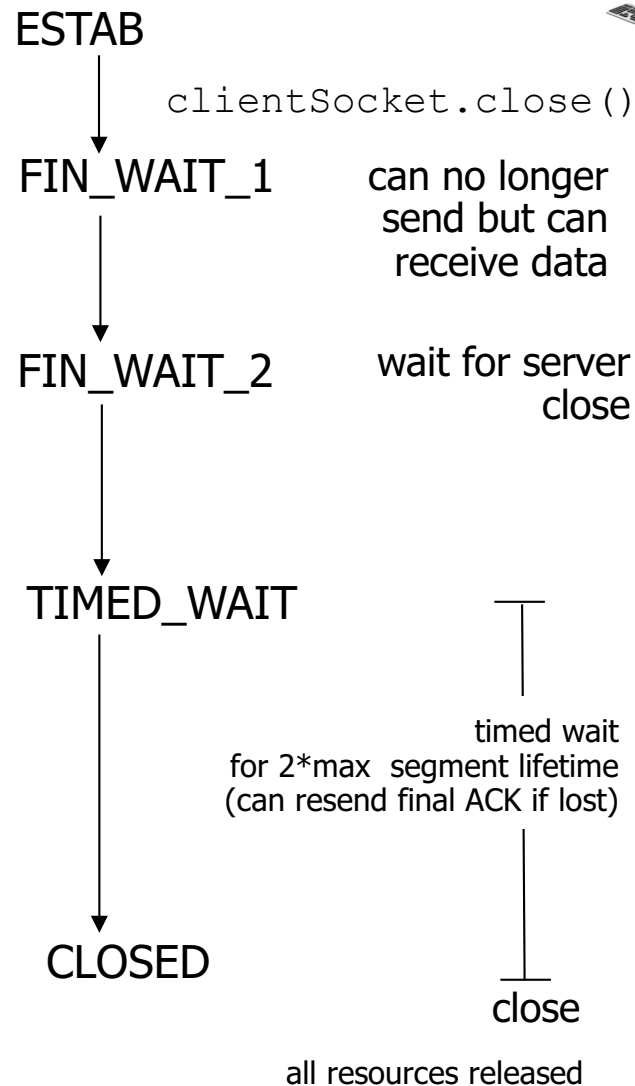 ESTAB
clientSocket.close()
FIN_WAIT_1
can no longer
send but can
receive data
FIN_WAIT_2
wait for server
close
TIMED_WAIT
timed wait
for 2*max segment lifetime
(can resend final ACK if lost)
CLOSED
close
all resources released